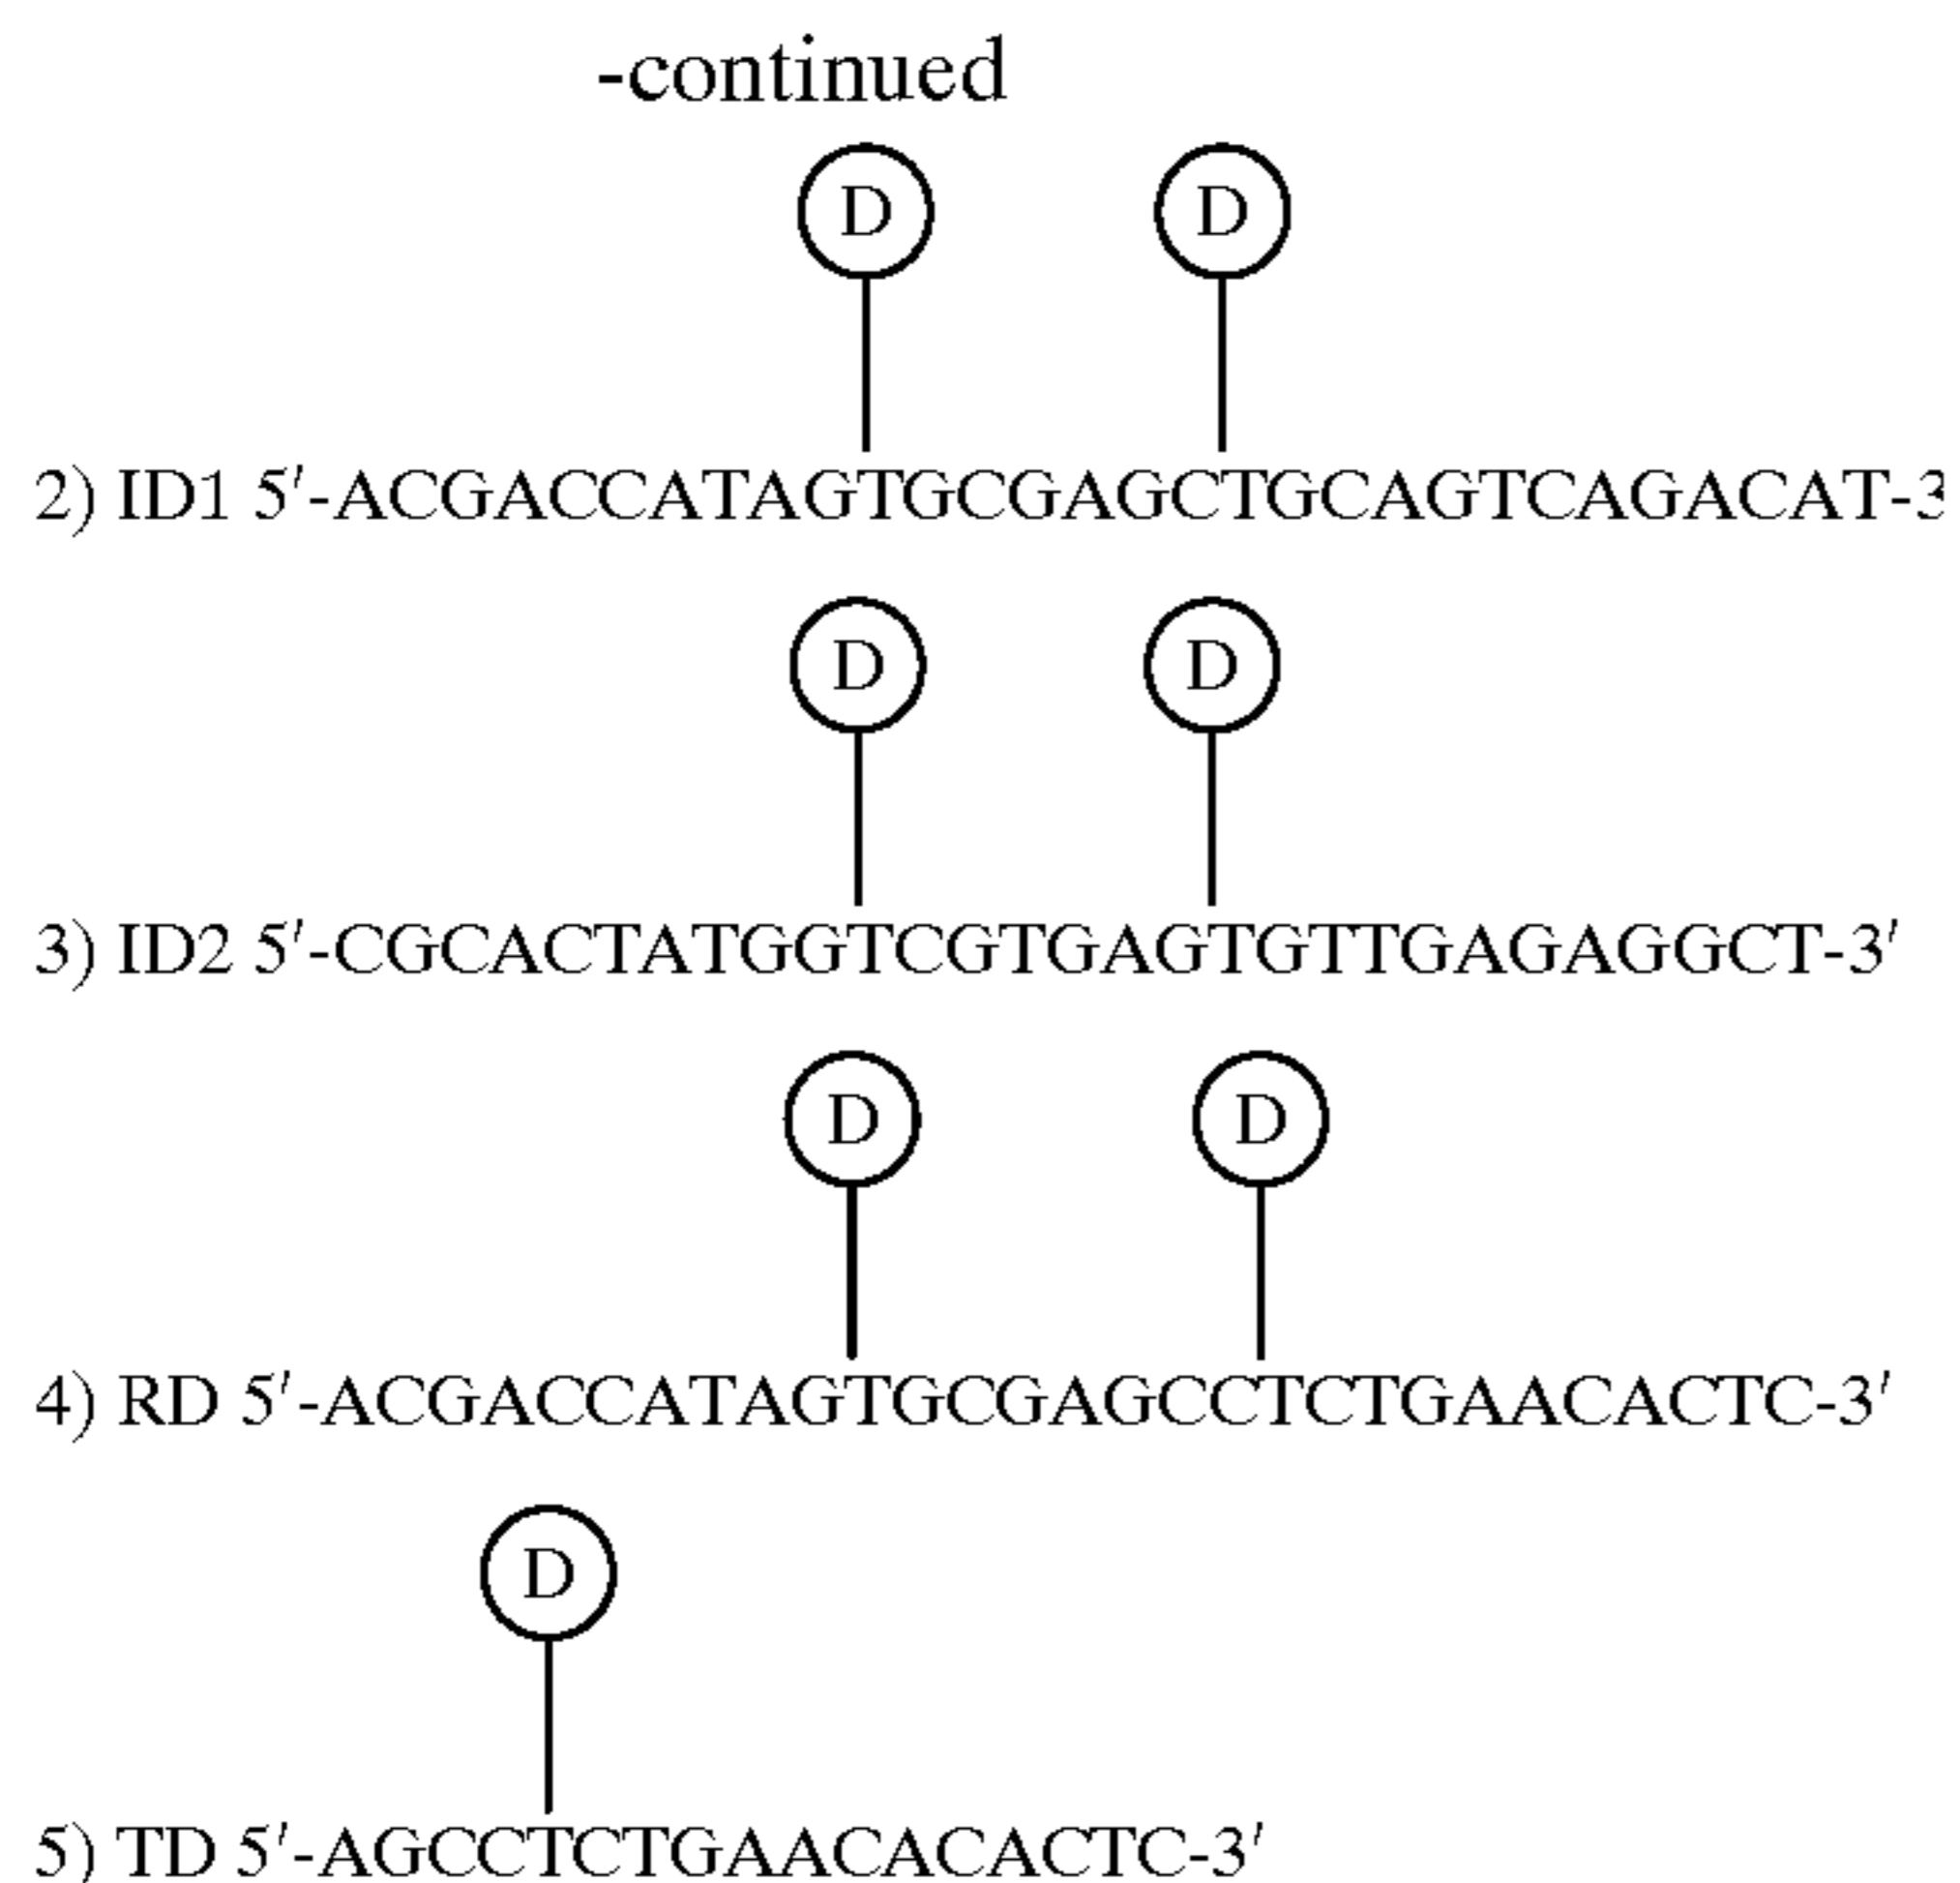 -continued
D D
2) ID1 5′-ACGACCATAGTGCGAGCTGCAGTCAGACAT-3
D D
3) ID2 5′-CGCACTATGGTCGTGAGTGTTGAGAGGCT-3′
D D
4) RD 5′-ACGACCATAGTGCGAGCCTCTGAACACTC-3′
D
5) TD 5′-AGCCTCTGAACACACTC-3′